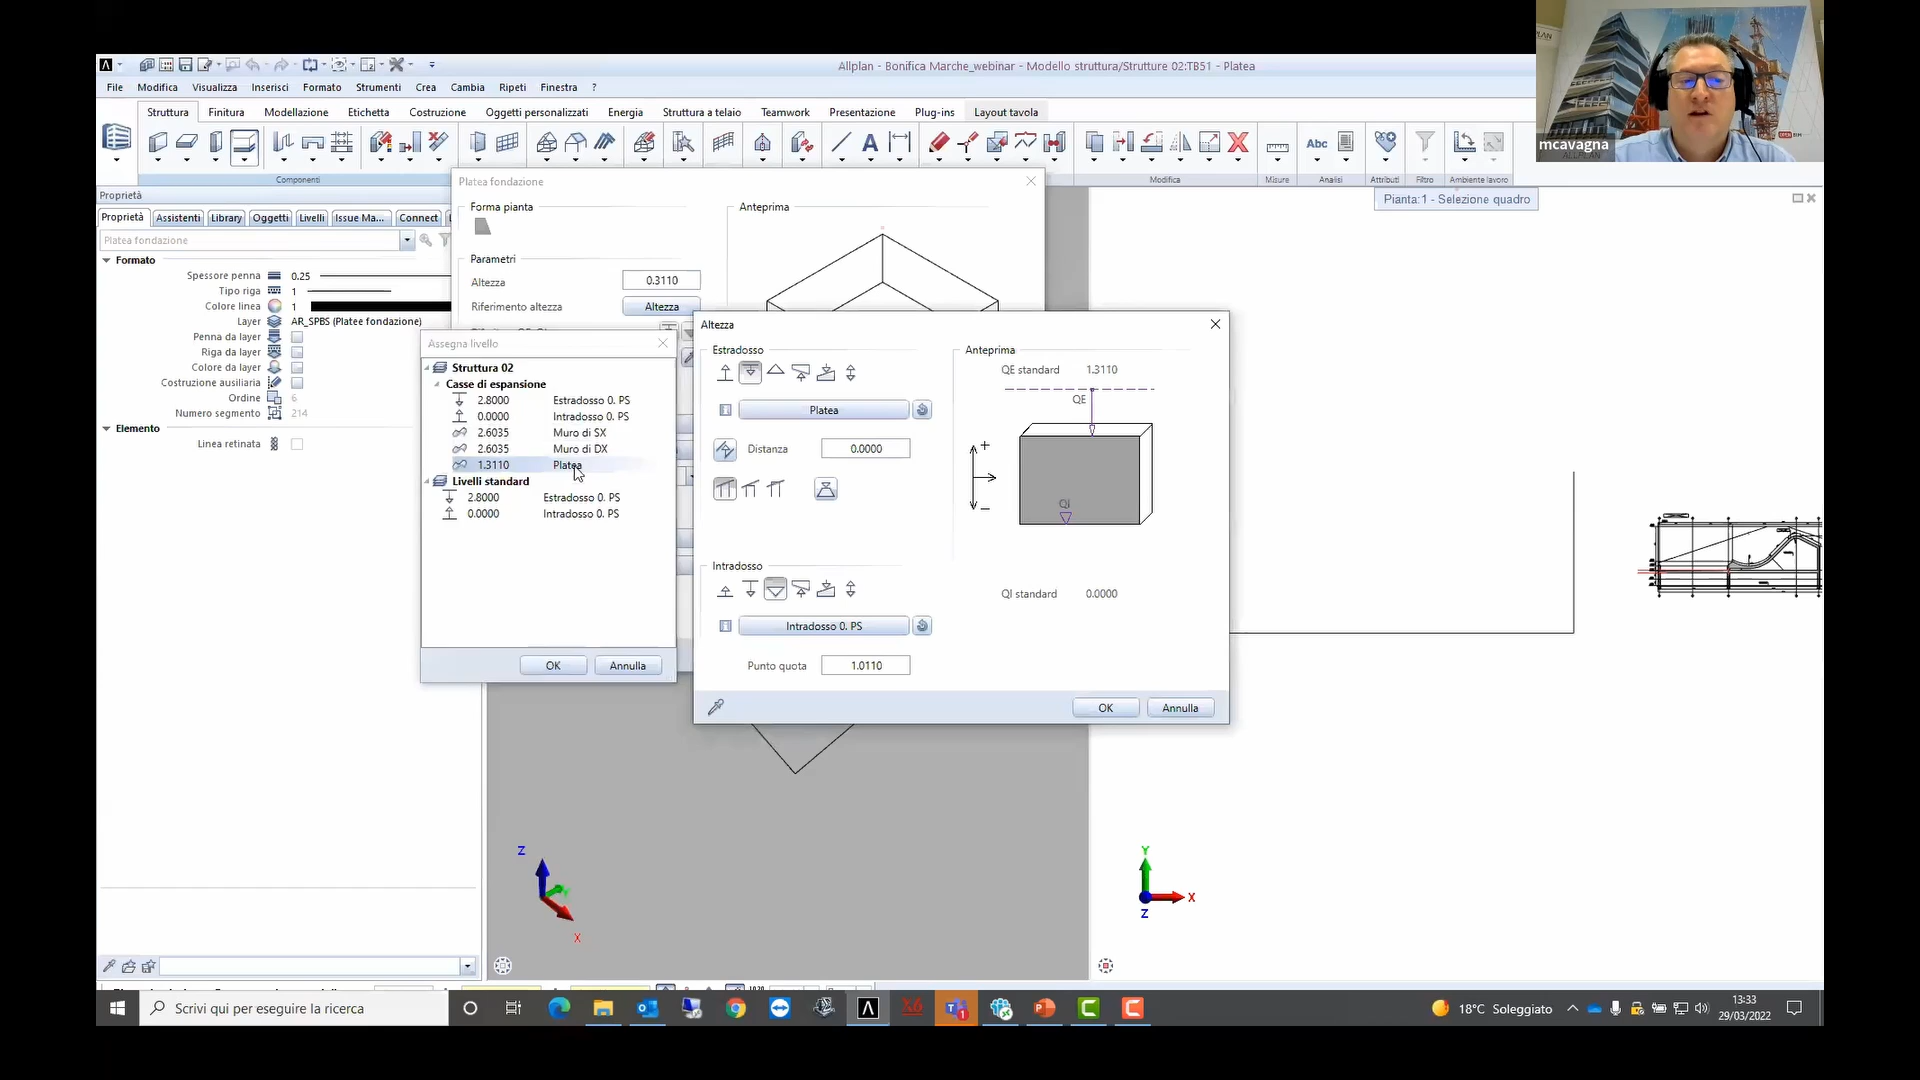 Allplan - Bonifica Marche_webinar - Modello struttura/Strutture 02:TB51 - Platea
File Modifica Visualizza Inserisci Formato Strumenti Crea Cambia Ripeti Finestra ?
Struttura Finitura Modellazione Etichetta Costruzione Oggetti personalizzati Energia Struttura a telaio Teamwork Presentazione Plug-ins Layout tavola
Abc
Componenti Modifica Misure Analisi Attributi Filtro Ambiente lavoro
mcavagna
Pianta:1 - Selezione quadro
Proprietà
Proprietà Assistenti Library Oggetti Livelli Issue Ma... Connect
Platea fondazione
Formato
Spessore penna 0.25
Tipo riga 1
Colore linea 1
Layer AR_SPBS (Platee fondazione)
Penna da layer
Riga da layer
Colore da layer
Costruzione ausiliaria
Ordine 6
Numero segmento 214
Elemento
Linea retinata
Platea fondazione
Forma pianta
Anteprima
Parametri
Altezza 0.3110
Riferimento altezza Altezza
Assegna livello
Struttura 02
Casse di espansione
2.8000 Estradosso 0. PS
0.0000 Intradosso 0. PS
2.6035 Muro di SX
2.6035 Muro di DX
1.3110 Platea
Livelli standard
2.8000 Estradosso 0. PS
0.0000 Intradosso 0. PS
OK Annulla
Altezza
Estradosso
Platea
Distanza 0.0000
Intradosso
Intradosso 0. PS
Punto quota 1.0110
Anteprima
QE standard 1.3110
QE
+
−
QI
QI standard 0.0000
OK Annulla
Z
X
Y
X
Z
Scrivi qui per eseguire la ricerca
18°C Soleggiato
13:33
29/03/2022